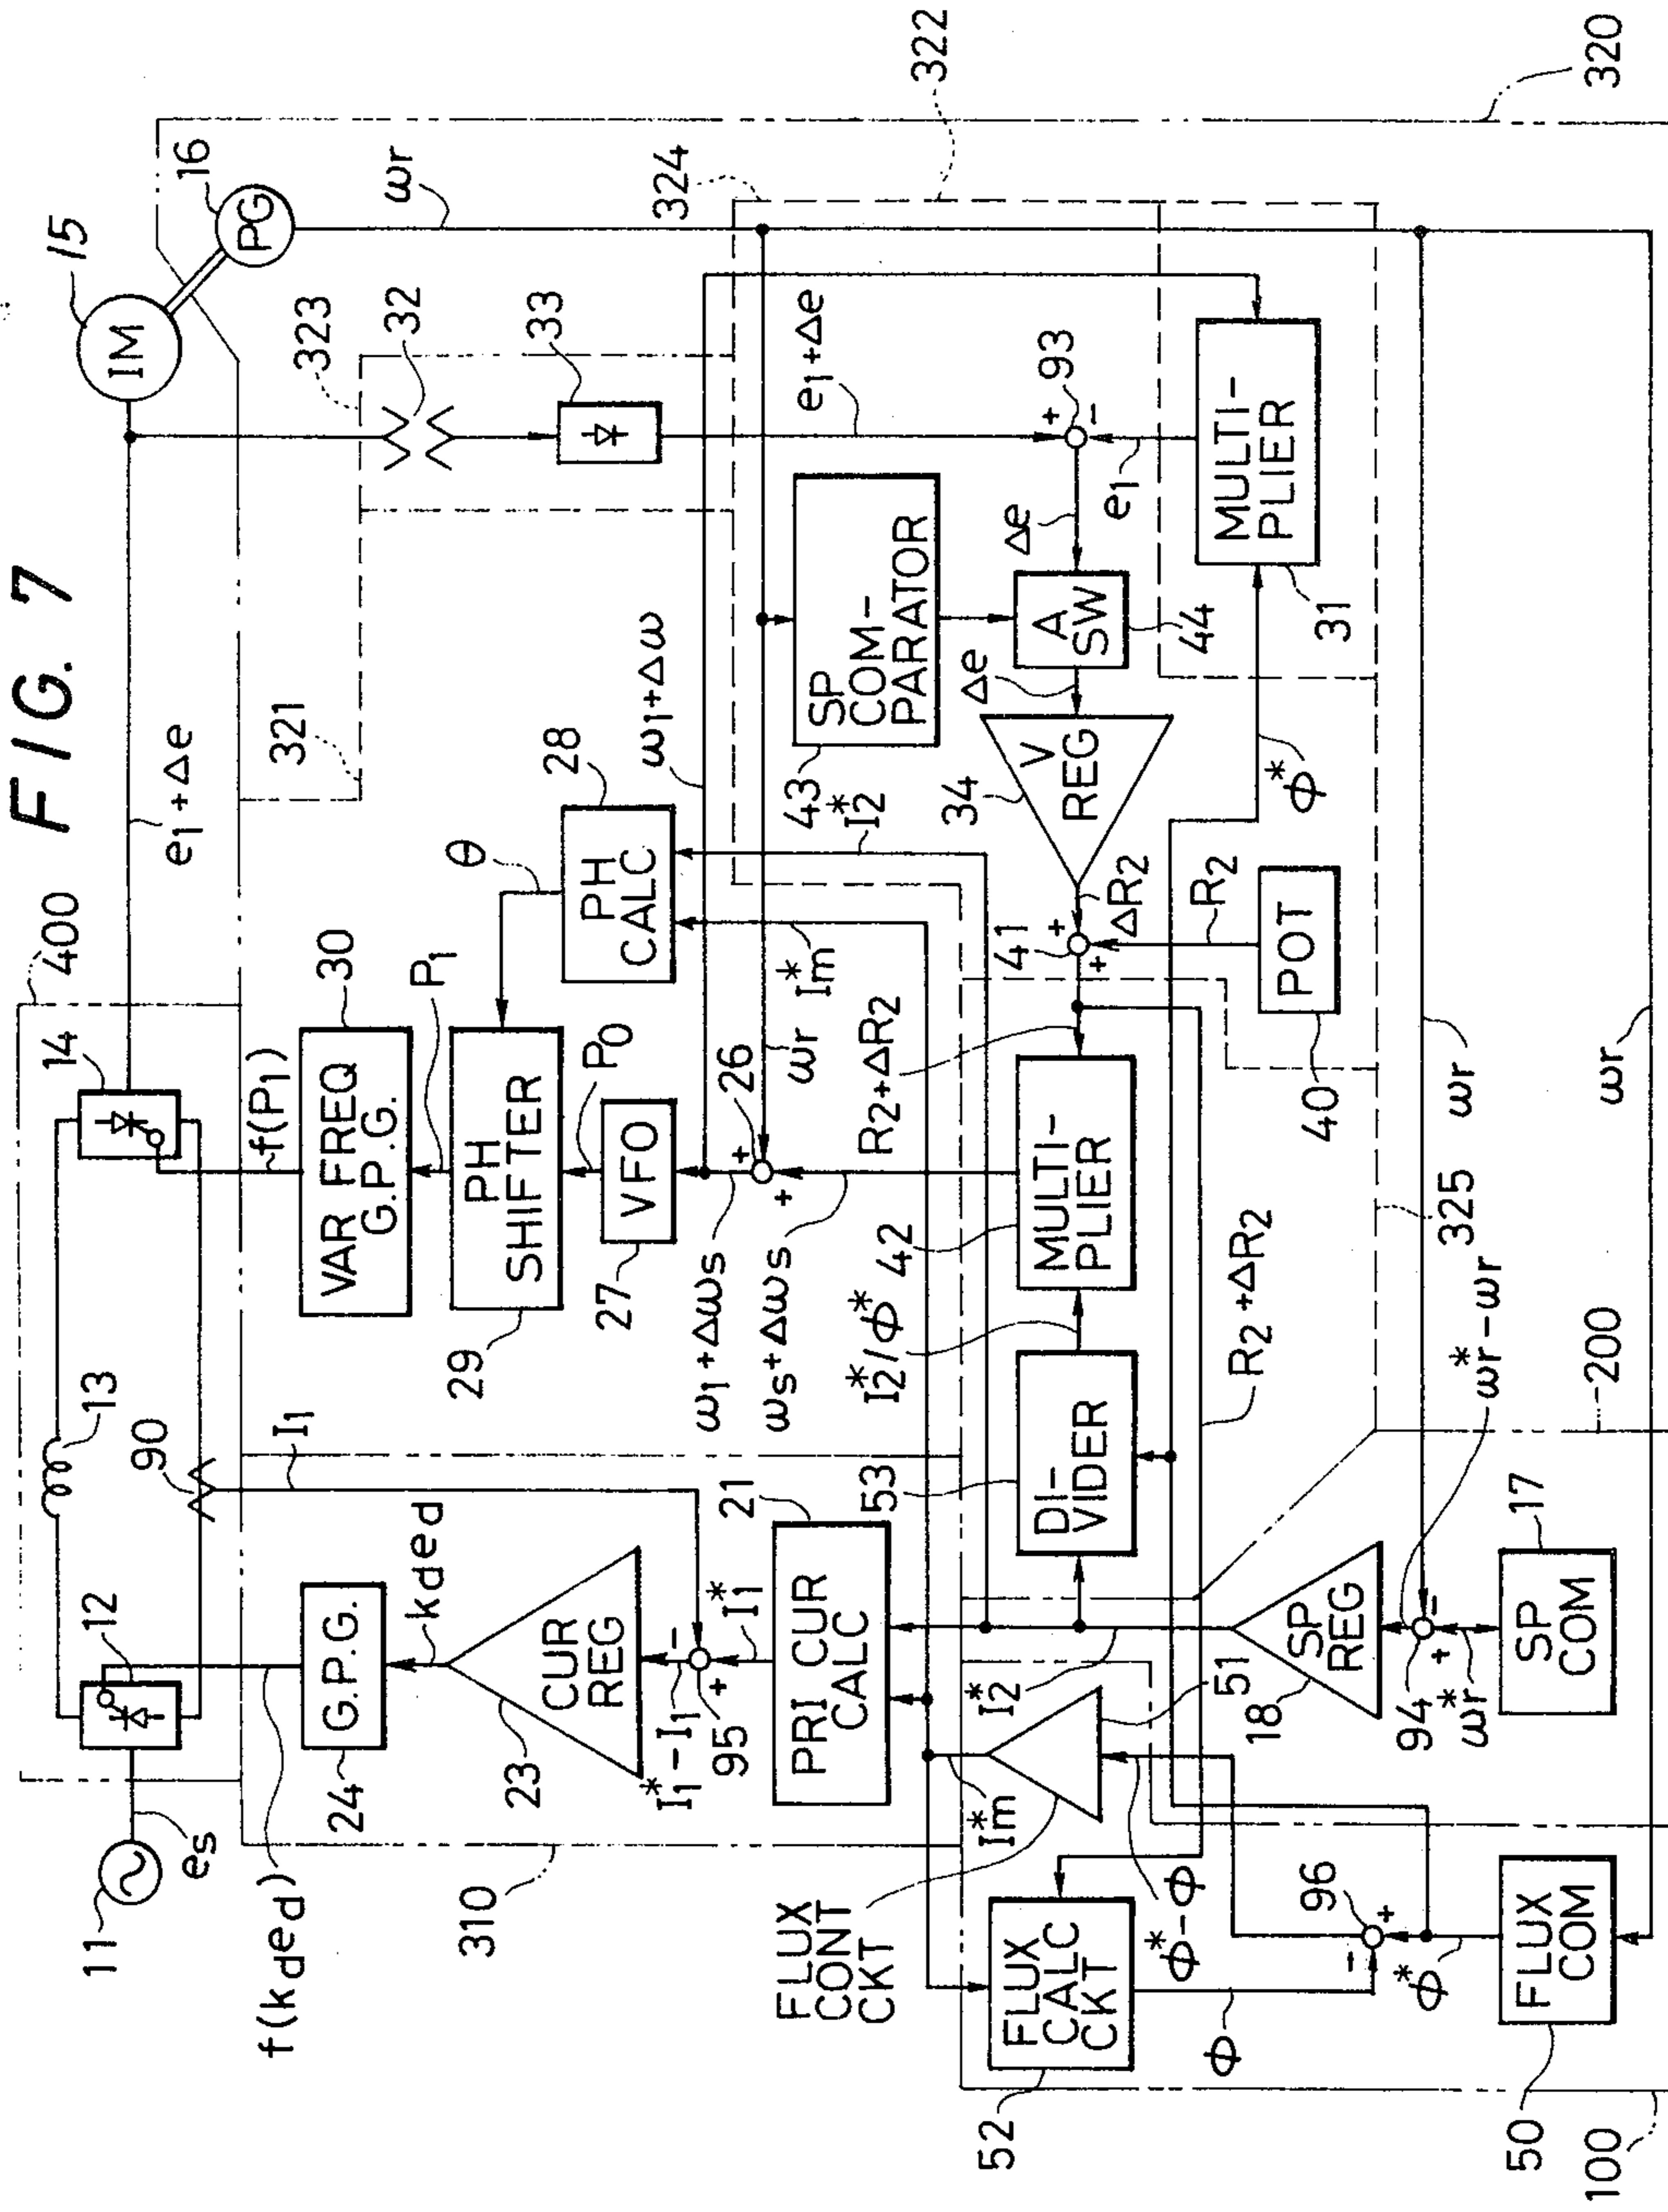 FIG. 7
400
14
e1+Δe
15
IM
16
PG
ωr
13
90
12
11
es
f(kded)
f(P1)
I1
30
VAR FREQ
G.P.G.
P1
321
323
32
33
324
322
320
24
G.P.G.
kded
23
CUR
REG
I1*-I1
95
I1*
21
PRI CUR
CALC
310
29
PH
SHIFTER
P0
θ
28
PH
CALC
27
VFO
26
ω1+Δωs
ωs+Δωs
ωr
Im*
I2*
ω1+Δω
e1+Δe
43
SP
COM-
PARATOR
93
+
-
Δe
e1
A
SW
44
Δe
34
V
REG
ΔR2
41
+
+
R2
POT
40
31
MULTI-
PLIER
Φ*
R2+ΔR2
42
MULTI-
PLIER
I2*/Φ*
53
DI-
VIDER
R2+ΔR2
325
200
FLUX
CONT
CKT
Im*
I2*
51
18
SP
REG
94
+
-
ωr*
ωr*-ωr
ωr
17
SP
COM
52
FLUX
CALC
CKT
Φ
Φ*-Φ
96
+
-
Φ*
50
FLUX
COM
ωr
100